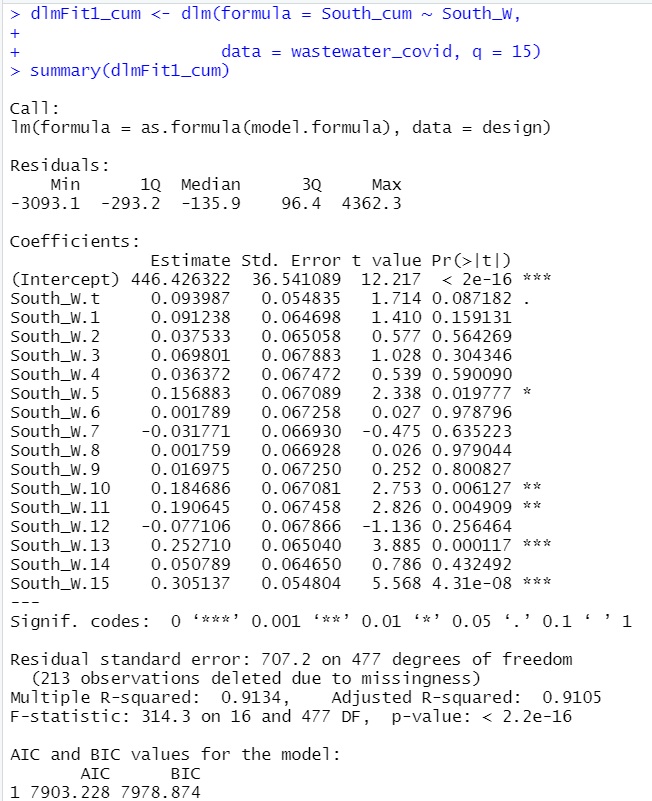 > dlmFit1_cum <- dlm(formula = South_cum ~ South_W,
+
+                    data = wastewater_covid, q = 15)
> summary(dlmFit1_cum)
Call:
lm(formula = as.formula(model.formula), data = design)
Residuals:
    Min      1Q  Median      3Q     Max
-3093.1  -293.2  -135.9    96.4  4362.3
Coefficients:
             Estimate Std. Error t value Pr(>|t|)
(Intercept) 446.426322  36.541089  12.217  < 2e-16 ***
South_W.t     0.093987   0.054835   1.714 0.087182 .
South_W.1     0.091238   0.064698   1.410 0.159131
South_W.2     0.037533   0.065058   0.577 0.564269
South_W.3     0.069801   0.067883   1.028 0.304346
South_W.4     0.036372   0.067472   0.539 0.590090
South_W.5     0.156883   0.067089   2.338 0.019777 *
South_W.6     0.001789   0.067258   0.027 0.978796
South_W.7    -0.031771   0.066930  -0.475 0.635223
South_W.8     0.001759   0.066928   0.026 0.979044
South_W.9     0.016975   0.067250   0.252 0.800827
South_W.10    0.184686   0.067081   2.753 0.006127 **
South_W.11    0.190645   0.067458   2.826 0.004909 **
South_W.12   -0.077106   0.067866  -1.136 0.256464
South_W.13    0.252710   0.065040   3.885 0.000117 ***
South_W.14    0.050789   0.064650   0.786 0.432492
South_W.15    0.305137   0.054804   5.568 4.31e-08 ***
---
Signif. codes:  0 ‘***’ 0.001 ‘**’ 0.01 ‘*’ 0.05 ‘.’ 0.1 ‘ ’ 1
Residual standard error: 707.2 on 477 degrees of freedom
  (213 observations deleted due to missingness)
Multiple R-squared:  0.9134,    Adjusted R-squared:  0.9105
F-statistic: 314.3 on 16 and 477 DF,  p-value: < 2.2e-16
AIC and BIC values for the model:
       AIC      BIC
1 7903.228 7978.874